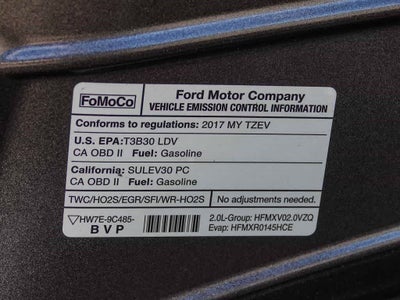 FoMoCo
Ford Motor Company
VEHICLE EMISSION CONTROL INFORMATION
Conforms to regulations: 2017 MY TZEV
U.S. EPA:T3B30 LDV
CA OBD II Fuel: Gasoline
California: SULEV30 PC
CA OBD II Fuel: Gasoline
TWC/HO2S/EGR/SFI/WR-HO2S
No adjustments needed.
HW7E-9C485-
BVP
2.0L-Group: HFMXV02.0VZQ
Evap: HFMXR0145HCE